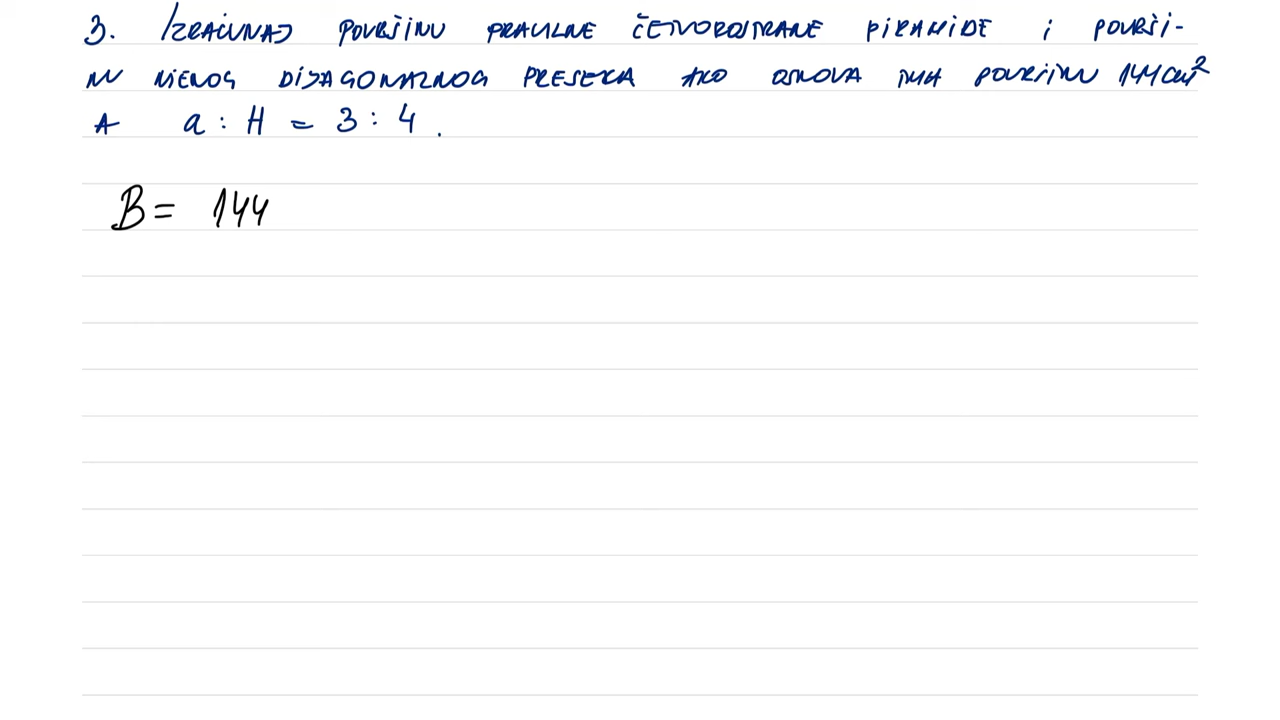 3. IZRAČUNAJ POVRŠINU PRAVILNE ČETVOROSTRANE PIRAMIDE i POVRŠI-
NU NJENOG DIJAGONALNOG PRESEKA AKO OSNOVA IMA POVRŠINU 144cm²
A a : H = 3 : 4 .
B = 144